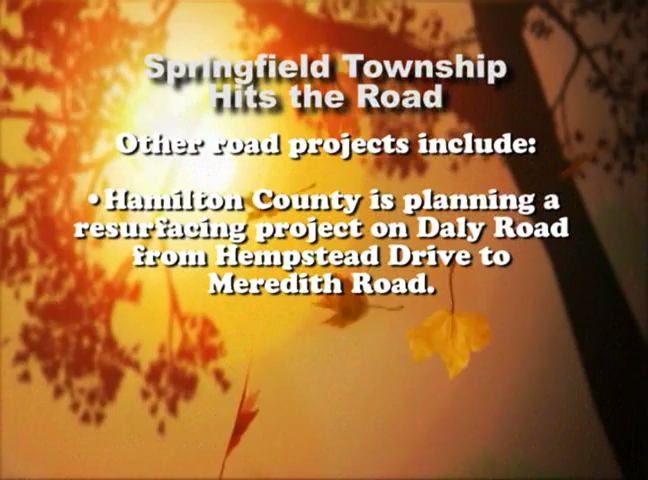 Springfield Township
Hits the Road
Other road projects include:
•Hamilton County is planning a
resurfacing project on Daly Road
from Hempstead Drive to
Meredith Road.